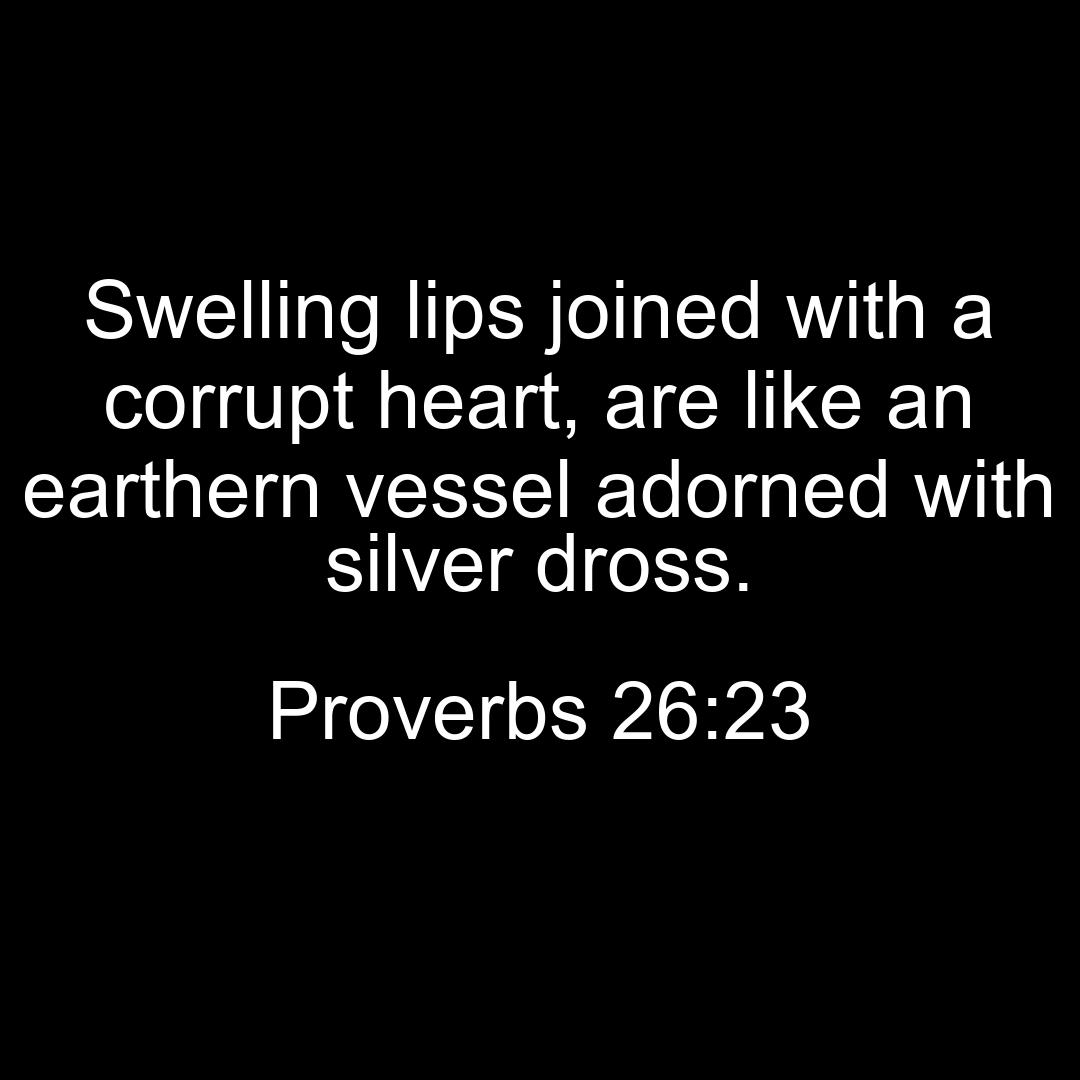 Swelling lips joined with a
corrupt heart, are like an
earthern vessel adorned with
silver dross.
Proverbs 26:23